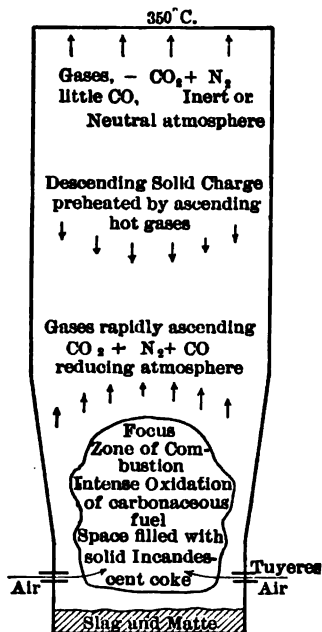 350°C.
Gases, – CO₂ + N₂
little CO, Inert or
Neutral atmosphere
Descending Solid Charge
preheated by ascending
hot gases
Gases rapidly ascending
CO₂ + N₂ + CO
reducing atmosphere
Focus
Zone of Com-
bustion
Intense Oxidation
of carbonaceous
fuel
Space filled with
solid Incandes-
cent coke
Tuyeres
Air
Air
Slag and Matte